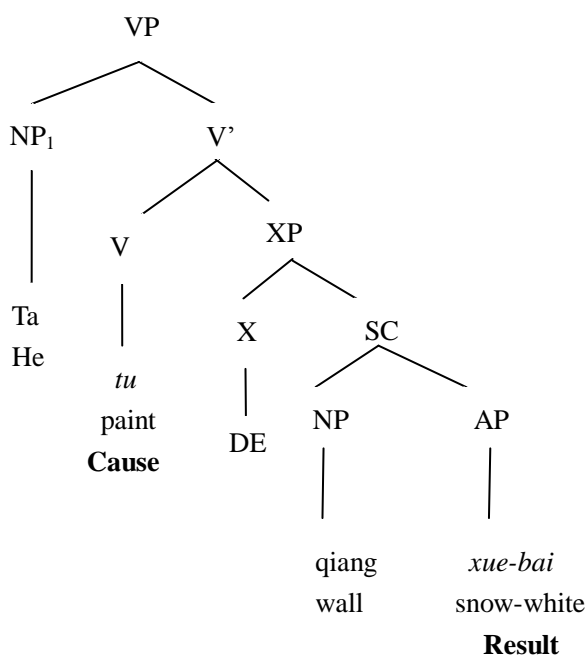 VP
NP₁ V’
V XP
Ta
He
X SC
tu
paint
Cause
DE
NP AP
qiang xue-bai
wall snow-white
Result